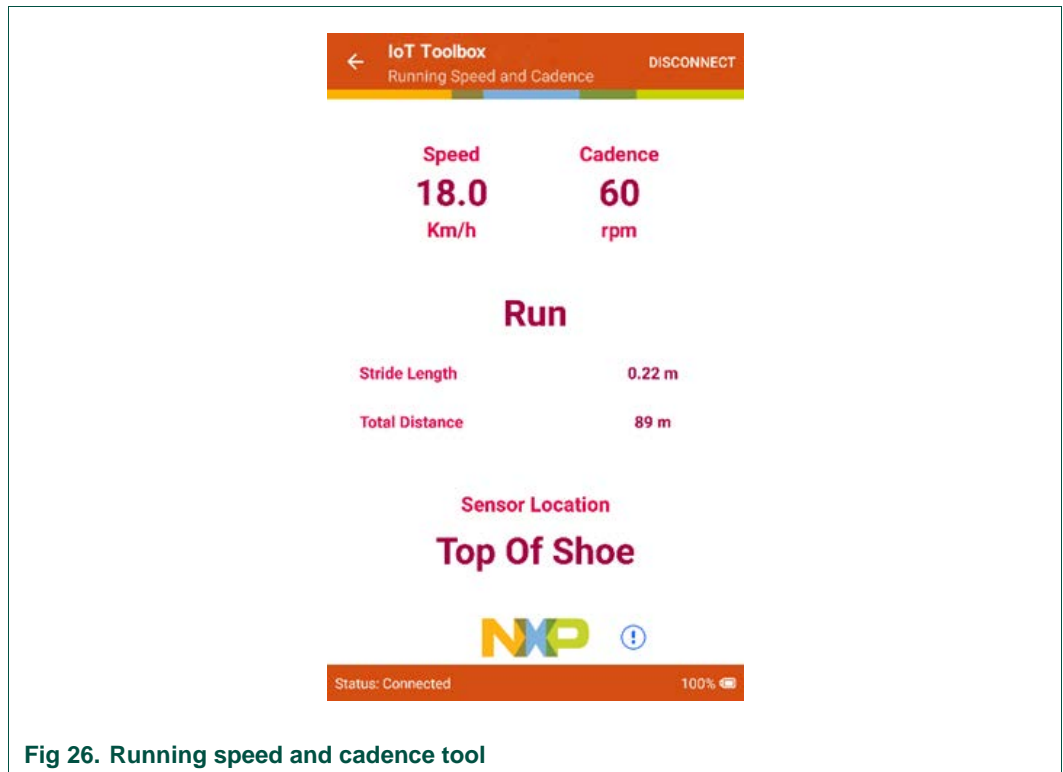 IoT Toolbox
Running Speed and Cadence
DISCONNECT
Speed
Cadence
18.0
60
Km/h
rpm
Run
Stride Length
0.22 m
Total Distance
89 m
Sensor Location
Top Of Shoe
NXP
Status: Connected
100%
Fig 26. Running speed and cadence tool